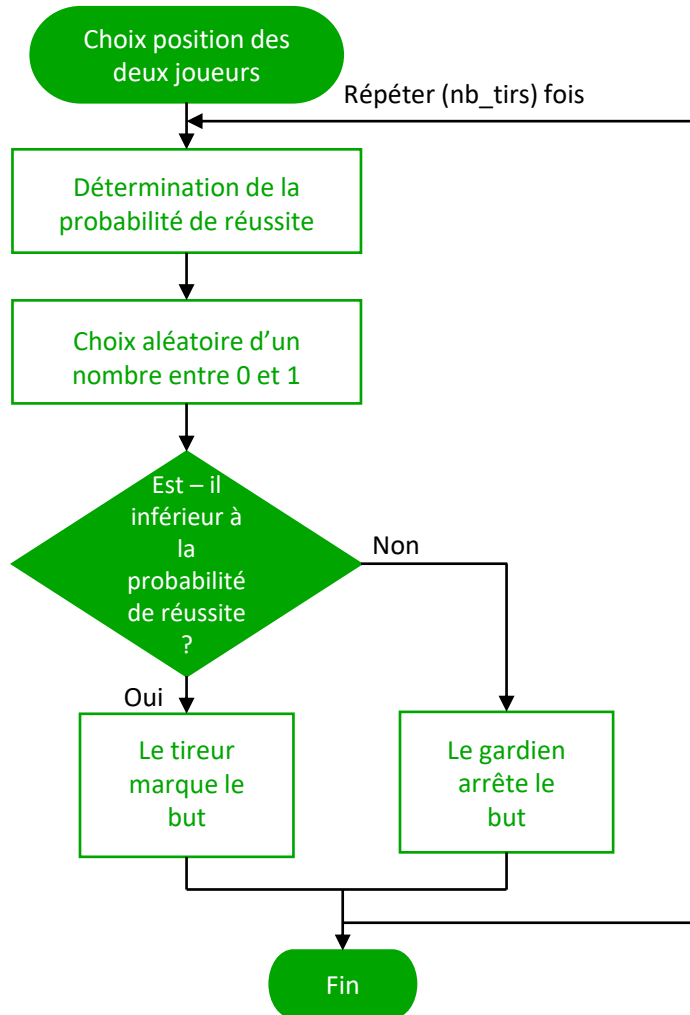 Choix position des
deux joueurs
Répéter (nb_tirs) fois
Détermination de la
probabilité de réussite
Choix aléatoire d’un
nombre entre 0 et 1
Est – il
inférieur à
la
probabilité
de réussite
?
Non
Oui
Le tireur
marque le
but
Le gardien
arrête le
but
Fin